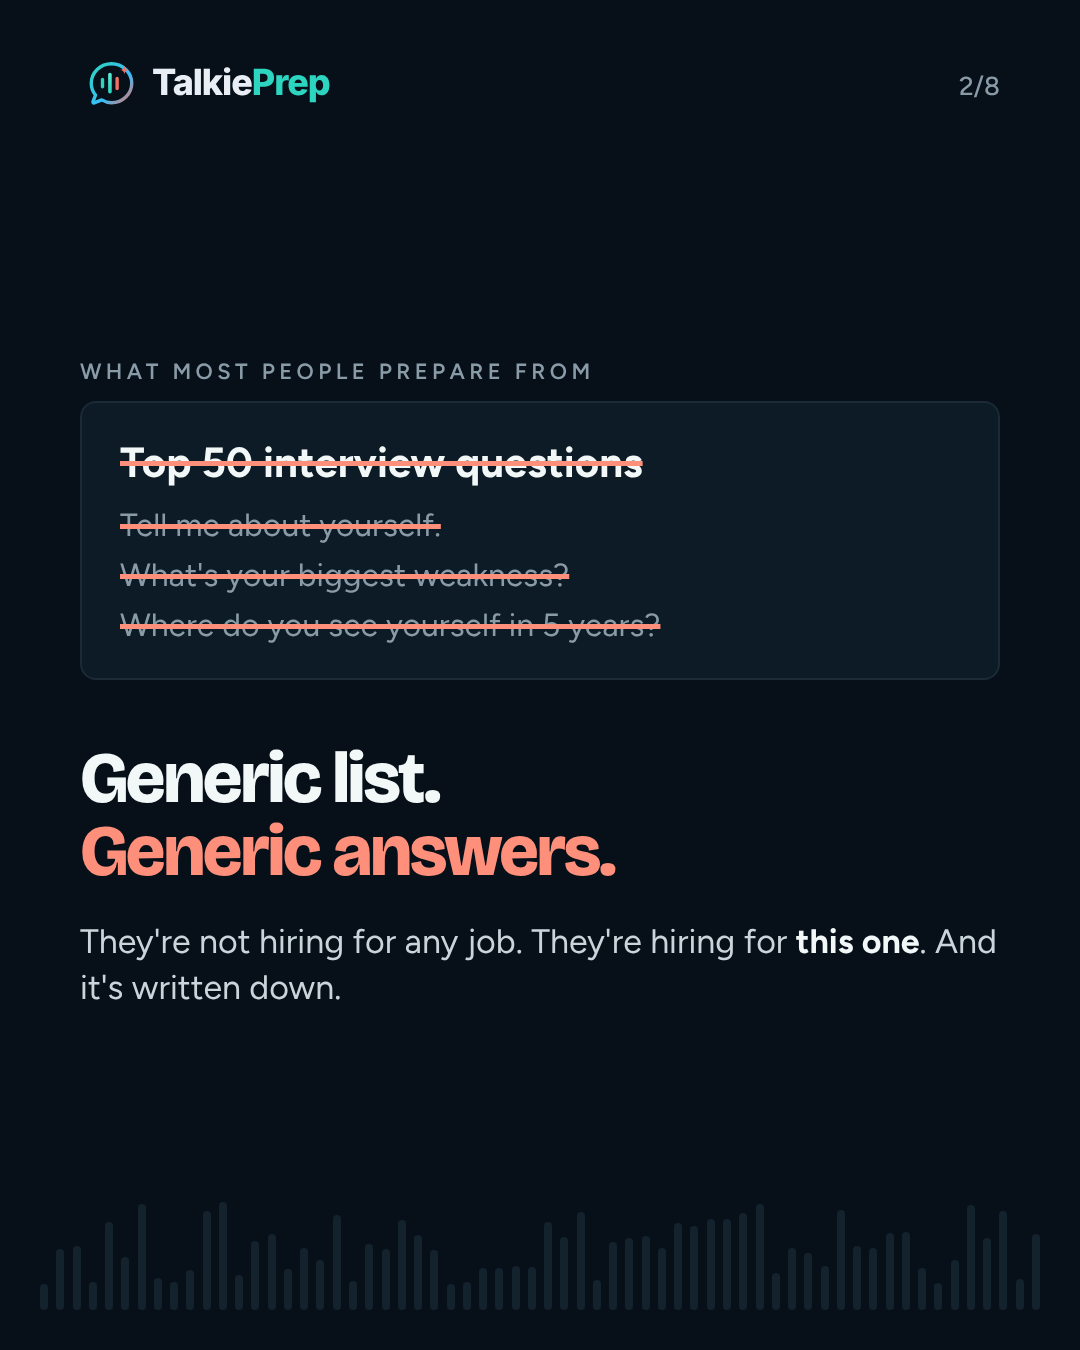 TalkiePrep
2/8
WHAT MOST PEOPLE PREPARE FROM
Top 50 interview questions
Tell me about yourself.
What's your biggest weakness?
Where do you see yourself in 5 years?
Generic list.
Generic answers.
They're not hiring for any job. They're hiring for this one. And
it's written down.